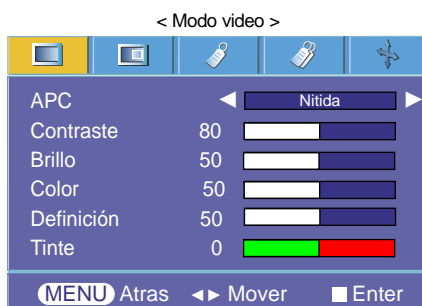 < Modo video >
APC ◀ Nitida ▶
Contraste 80
Brillo 50
Color 50
Definición 50
Tinte 0
MENU Atras ◄► Mover Enter